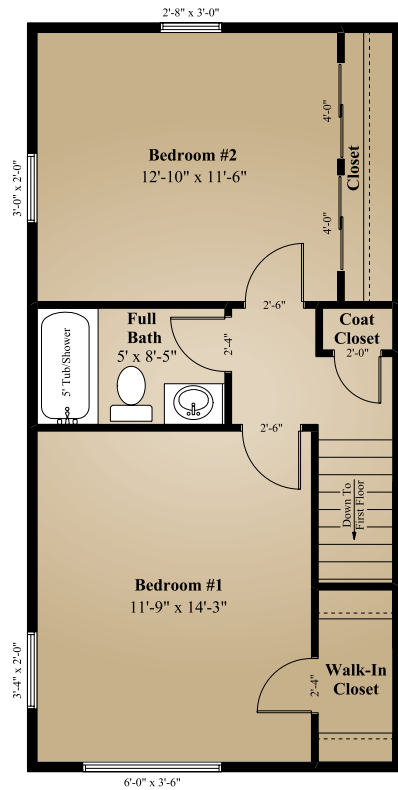 2'-8" x 3'-0"
4'-0"
3'-0" x 2'-0"
Bedroom #2
12'-10" x 11'-6"
Closet
4'-0"
2'-6"
Full
Bath
5' x 8'-5"
5' Tub/Shower
2'-4"
Coat
Closet
2'-0"
2'-6"
Down To
First Floor
Bedroom #1
11'-9" x 14'-3"
3'-4" x 2'-0"
2'-4"
Walk-In
Closet
6'-0 x 3'-6"